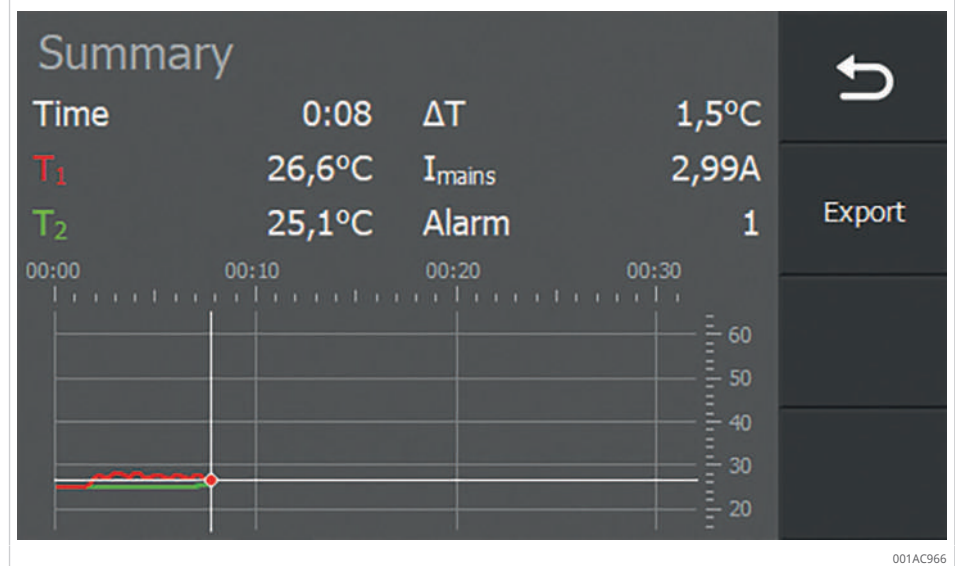 Summary
Time 0:08 ΔT 1,5°C
T₁ 26,6°C Imains 2,99A
T₂ 25,1°C Alarm 1
Export
00:00 00:10 00:20 00:30
60
50
40
30
20
001AC966